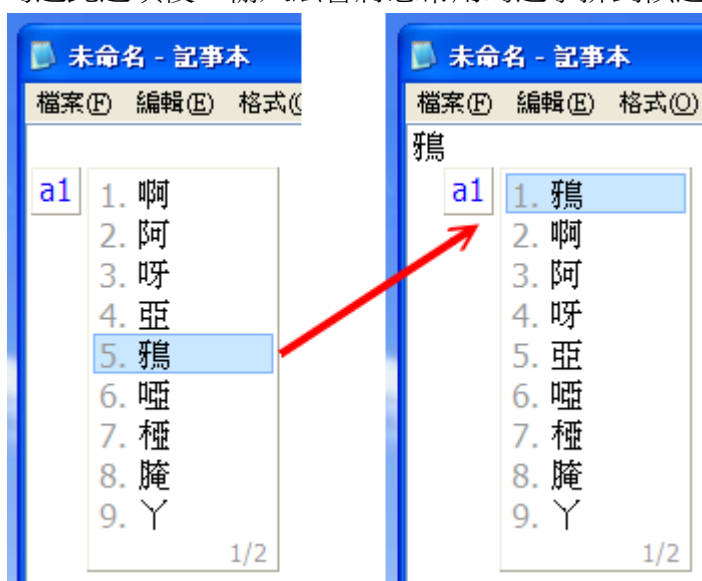 未命名 - 記事本
檔案(F) 編輯(E) 格式(
a1
1. 啊
2. 阿
3. 呀
4. 亞
5. 鴉
6. 啞
7. 椏
8. 腌
9. 丫
1/2
未命名 - 記事本
檔案(F) 編輯(E) 格式(O)
鴉
a1
1. 鴉
2. 啊
3. 阿
4. 呀
5. 亞
6. 啞
7. 椏
8. 腌
9. 丫
1/2